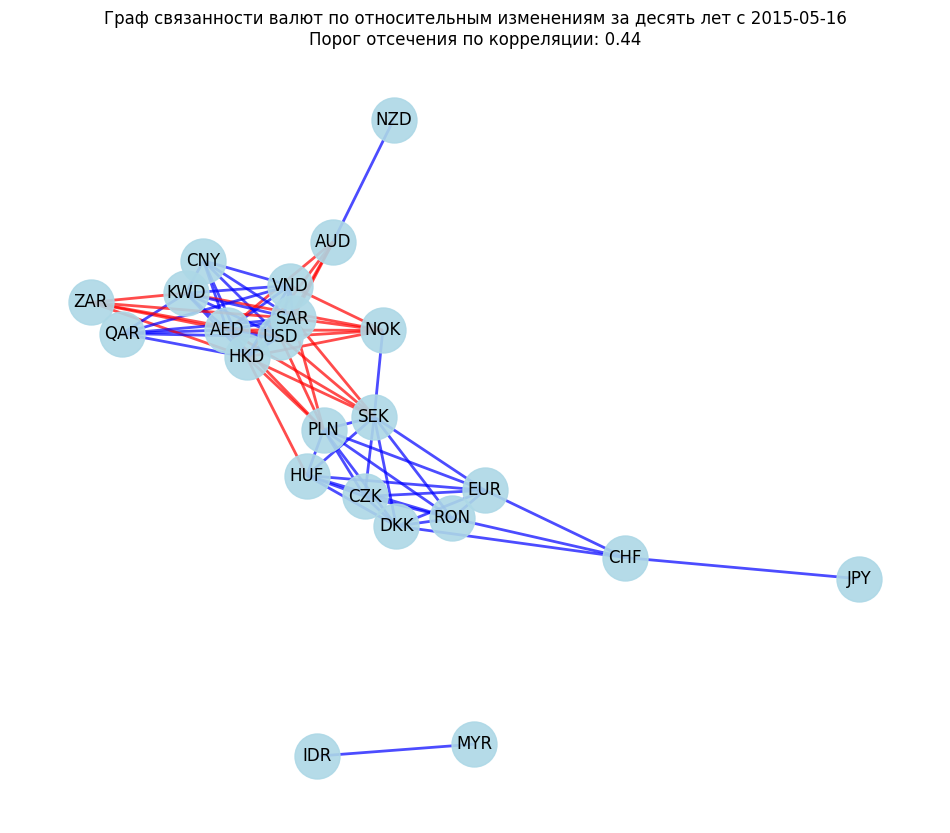 Граф связанности валют по относительным изменениям за десять лет с 2015-05-16
Порог отсечения по корреляции: 0.44
NZD
AUD
CNY
VND
KWD
ZAR
SAR
QAR
AED
NOK
USD
HKD
SEK
PLN
HUF
EUR
CZK
RON
DKK
CHF
JPY
MYR
IDR